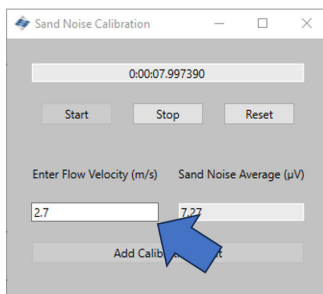 Sand Noise Calibration
0:00:07.997390
Start Stop Reset
Enter Flow Velocity (m/s) Sand Noise Average (µV)
2.7 7.27
Add